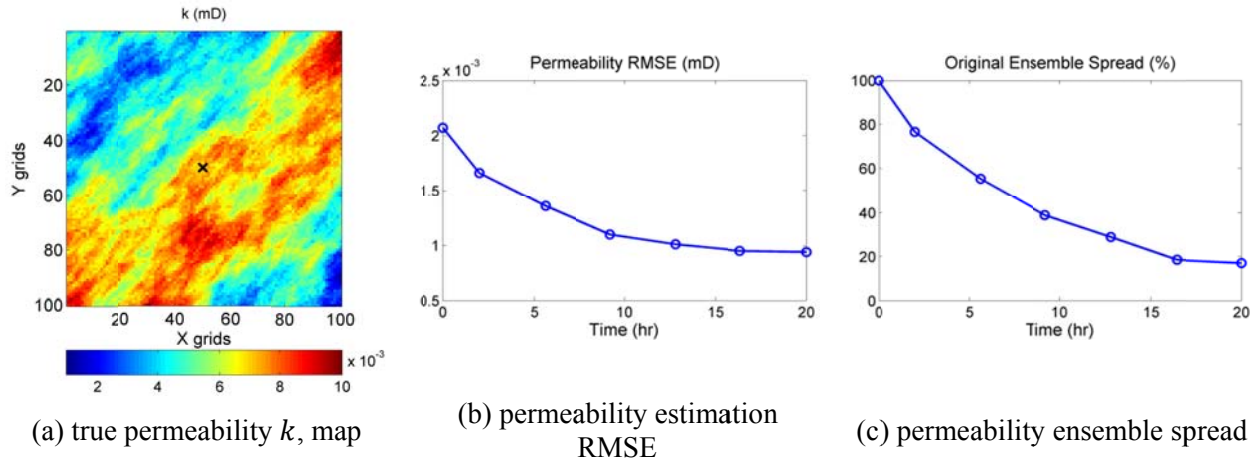 k (mD)
20
40
60
80
100
Y grids
20 40 60 80 100
X grids
x 10⁻³
2 4 6 8 10
(a) true permeability k, map
x 10⁻³
Permeability RMSE (mD)
2.5
2
1.5
1
0.5
0 5 10 15 20
Time (hr)
(b) permeability estimation
RMSE
Original Ensemble Spread (%)
100
80
60
40
20
0
0 5 10 15 20
Time (hr)
(c) permeability ensemble spread